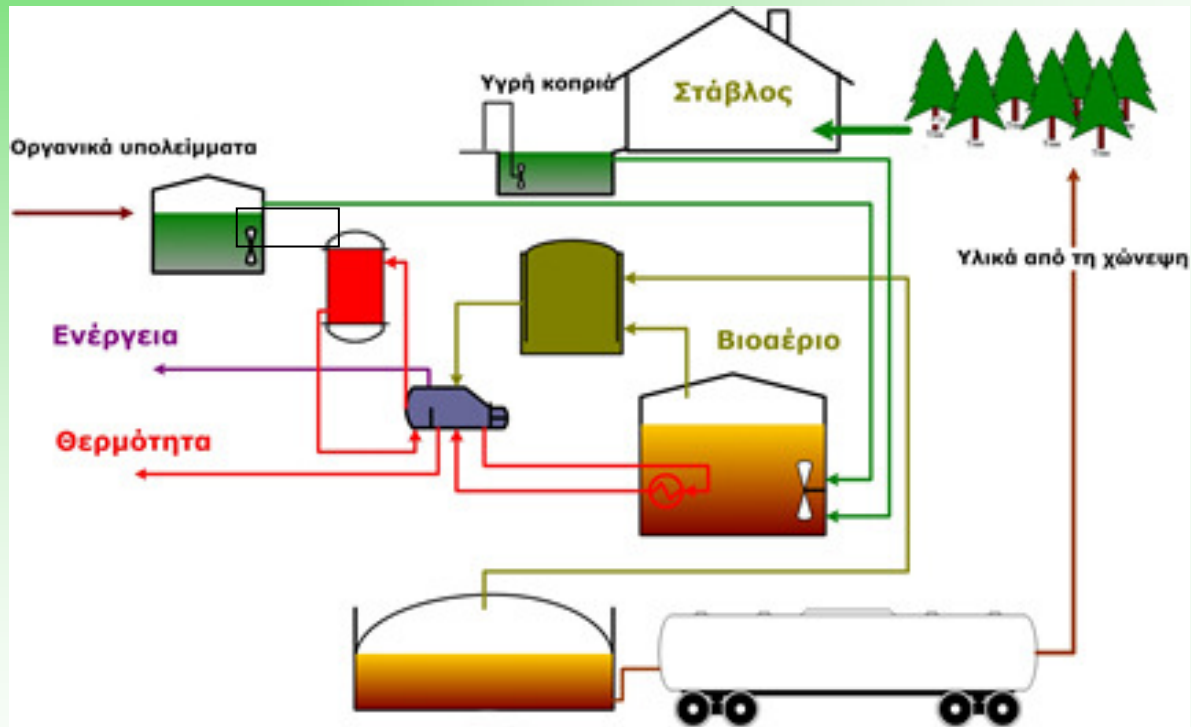 Υγρή κοπριά
Στάβλος
Οργανικά υπολείμματα
Υλικά από τη χώνεψη
Ενέργεια
Βιοαέριο
Θερμότητα